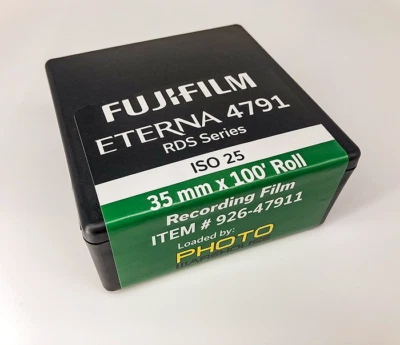 FUJIFILM
ETERNA 4791
RDS Series
ISO 25
35 mm x 100' Roll
Recording Film
ITEM # 926-47911
Loaded by:
PHOTO